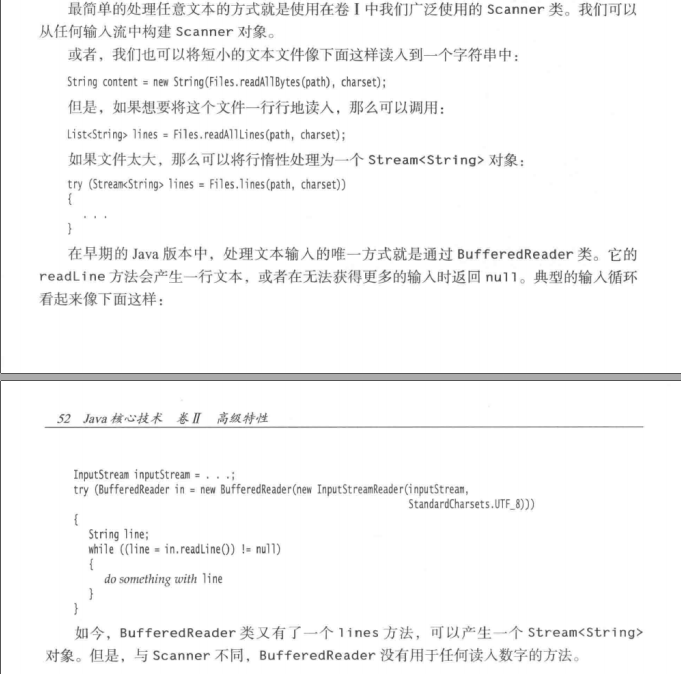 最简单的处理任意文本的方式就是使用在卷 I 中我们广泛使用的 Scanner 类。我们可以
从任何输入流中构建 Scanner 对象。
或者，我们也可以将短小的文本文件像下面这样读入到一个字符串中：
String content = new String(Files.readAllBytes(path), charset);
但是，如果想要将这个文件一行行地读入，那么可以调用：
List<String> lines = Files.readAllLines(path, charset);
如果文件太大，那么可以将行惰性处理为一个 Stream<String> 对象：
try (Stream<String> lines = Files.lines(path, charset))
{
. . .
}
在早期的 Java 版本中，处理文本输入的唯一方式就是通过 BufferedReader 类。它的
readLine 方法会产生一行文本，或者在无法获得更多的输入时返回 null。典型的输入循环
看起来像下面这样：
52 Java 核心技术 卷 II 高级特性
InputStream inputStream = . . .;
try (BufferedReader in = new BufferedReader(new InputStreamReader(inputStream,
StandardCharsets.UTF_8)))
{
String line;
while ((line = in.readLine()) != null)
{
do something with line
}
}
如今，BufferedReader 类又有了一个 lines 方法，可以产生一个 Stream<String>
对象。但是，与 Scanner 不同，BufferedReader 没有用于任何读入数字的方法。